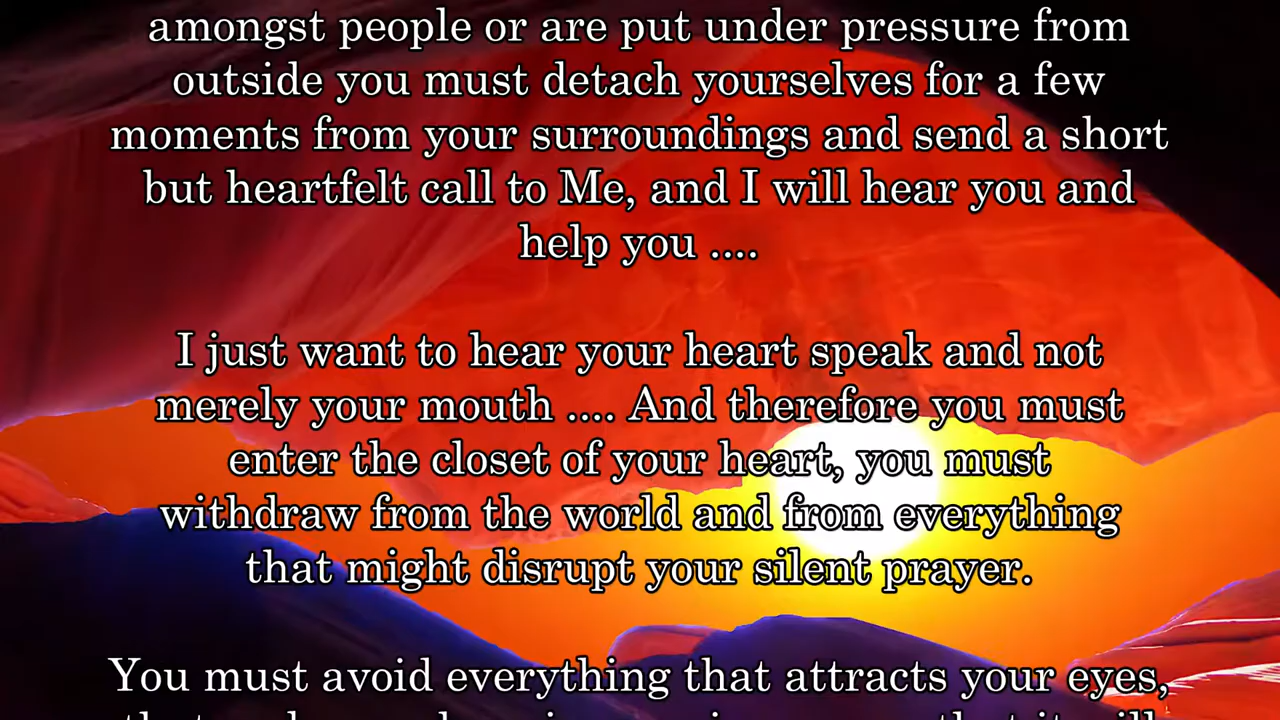 amongst people or are put under pressure from
outside you must detach yourselves for a few
moments from your surroundings and send a short
but heartfelt call to Me, and I will hear you and
help you ....
I just want to hear your heart speak and not
merely your mouth .... And therefore you must
enter the closet of your heart, you must
withdraw from the world and from everything
that might disrupt your silent prayer.
You must avoid everything that attracts your eyes,